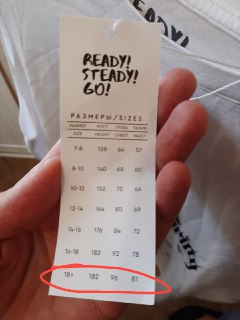 READY!
READY!
STEADY!
GO!
РАЗМЕРЫ/SIZES
РАЗМЕР РОСТ ГРУДЬ ТАЛИЯ
SIZE HEIGHT CHEST WAIST
7-8 128 64 57
8-10 140 68 60
10-12 152 72 66
12-14 164 80 69
14-16 176 84 72
16-18 182 92 78
18+ 182 96 81